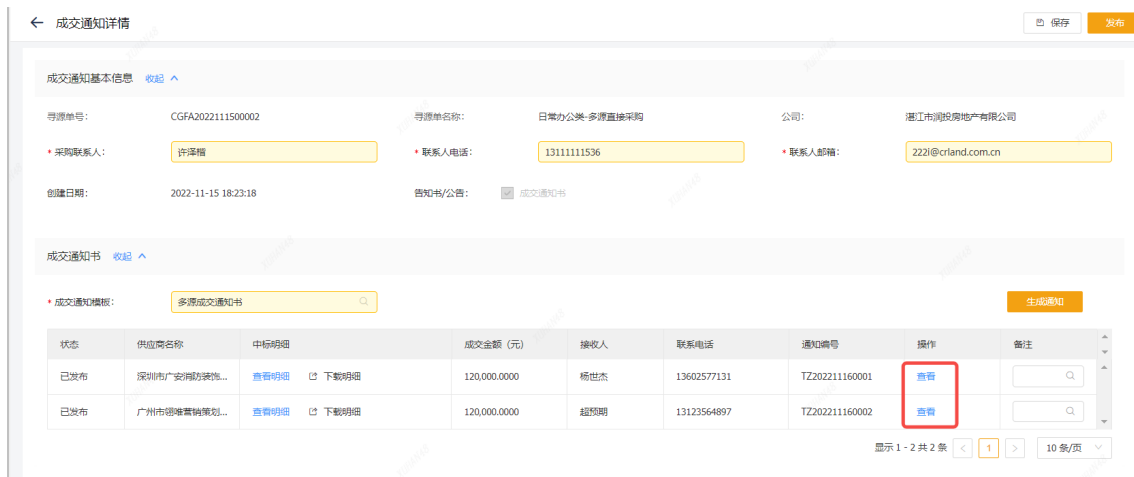 成交通知详情 保存 发布
成交通知基本信息 收起
寻源单号： CGFA2022111500002 寻源单名称： 日常办公类-多源直接采购 公司： 湛江市润投房地产有限公司
* 采购联系人： 许泽楷 * 联系人电话： 13111111536 * 联系人邮箱： 222i@crland.com.cn
创建日期： 2022-11-15 18:23:18 告知书/公告： 成交通知书
成交通知书 收起
* 成交通知模板： 多源成交通知书 生成通知
状态 供应商名称 中标明细 成交金额（元） 接收人 联系电话 通知编号 操作 备注
已发布 深圳市广安消防装饰... 查看明细 下载明细 120,000.0000 杨世杰 13602577131 TZ202211160001 查看
已发布 广州市领唯营销策划... 查看明细 下载明细 120,000.0000 超预期 13123564897 TZ202211160002 查看
显示 1 - 2 共 2 条 1 10 条/页